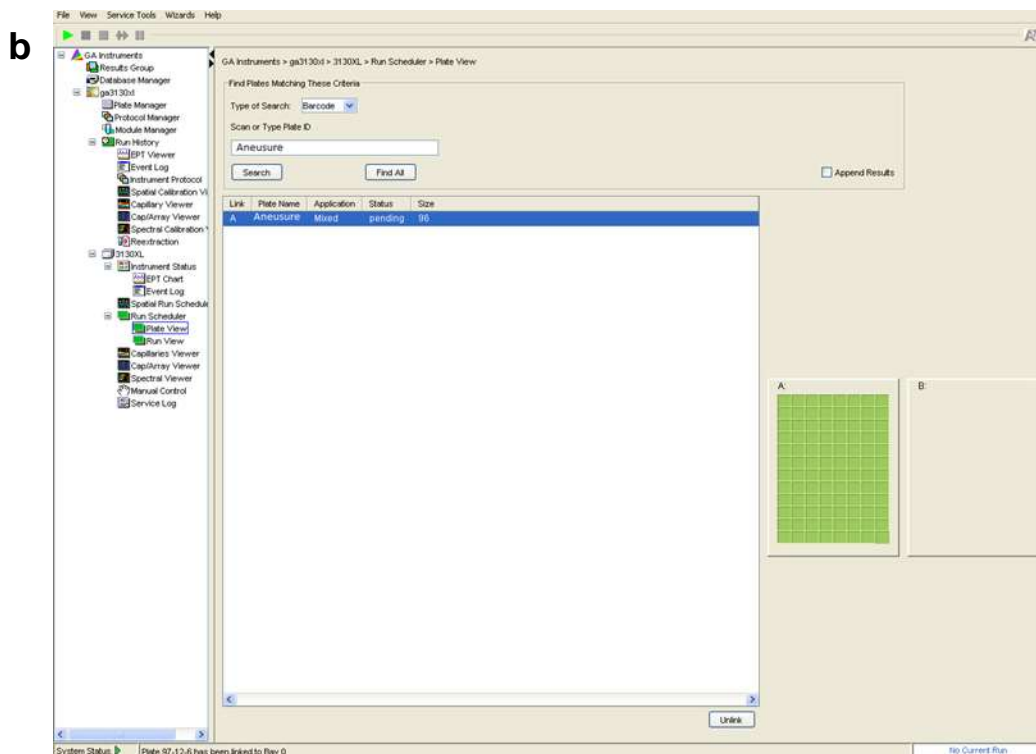 b
File View Service Tools Wizards Help
GA Instruments
Results Group
Database Manager
ga3130xl
Plate Manager
Protocol Manager
Module Manager
Run History
EPT Viewer
Event Log
Instrument Protocol
Spatial Calibration Vi
Capillary Viewer
Cap/Array Viewer
Spectral Calibration
Reextraction
3130XL
Instrument Status
EPT Chart
Event Log
Spatial Run Schedule
Run Scheduler
Plate View
Run View
Capillaries Viewer
Cap/Array Viewer
Spectral Viewer
Manual Control
Service Log
GA Instruments > ga3130xl > 3130XL > Run Scheduler > Plate View
Find Plates Matching These Criteria
Type of Search: Barcode
Scan or Type Plate ID
Aneusure
Search Find All Append Results
Link Plate Name Application Status Size
A Aneusure Mixed pending 96
A: B:
Unlink
System Status: Plate 97-12-6 has been linked to Bay 0 No Current Run